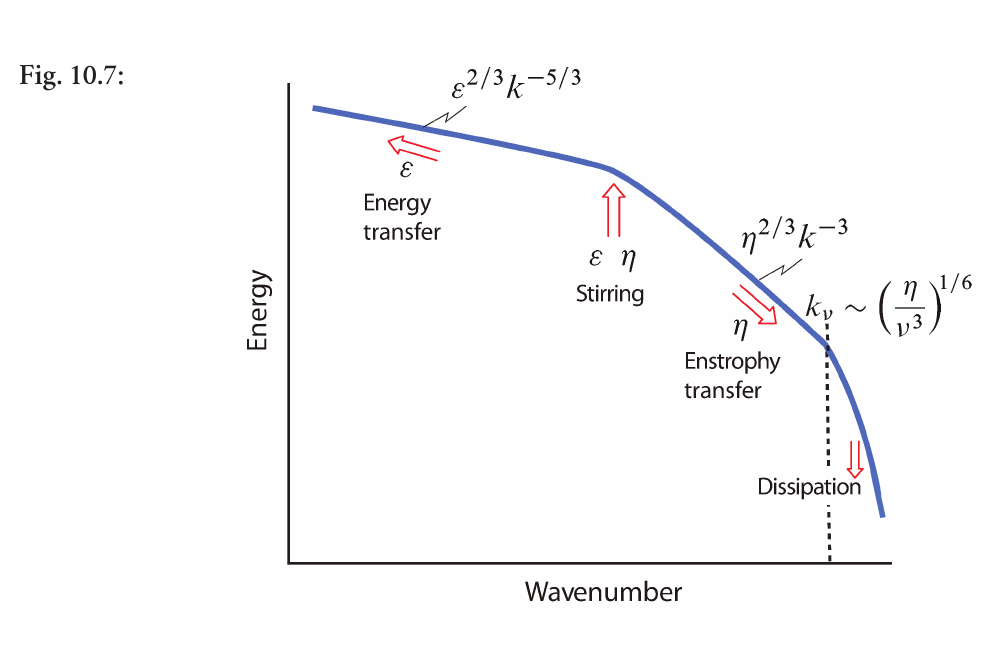 Fig. 10.7:
ε^{2/3}k^{−5/3}
ε
Energy
transfer
ε η
Stirring
η^{2/3}k^{−3}
k_ν ∼ (η/ν^3)^{1/6}
η
Enstrophy
transfer
Dissipation
Energy
Wavenumber